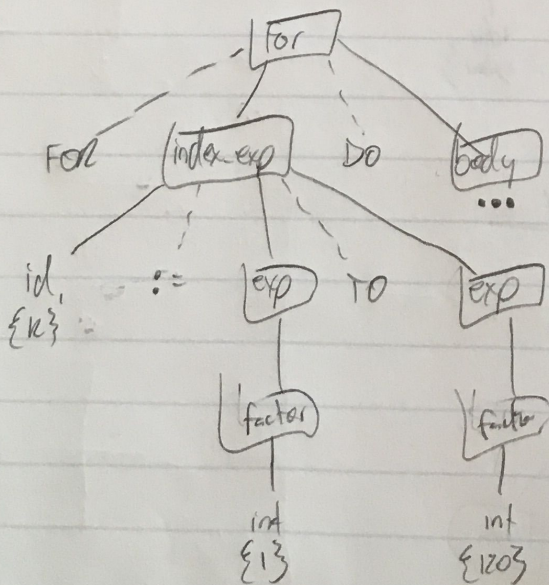 For
FOR index_exp DO body
...
id, := exp TO exp
{k}
factor factor
int int
{1} {120}